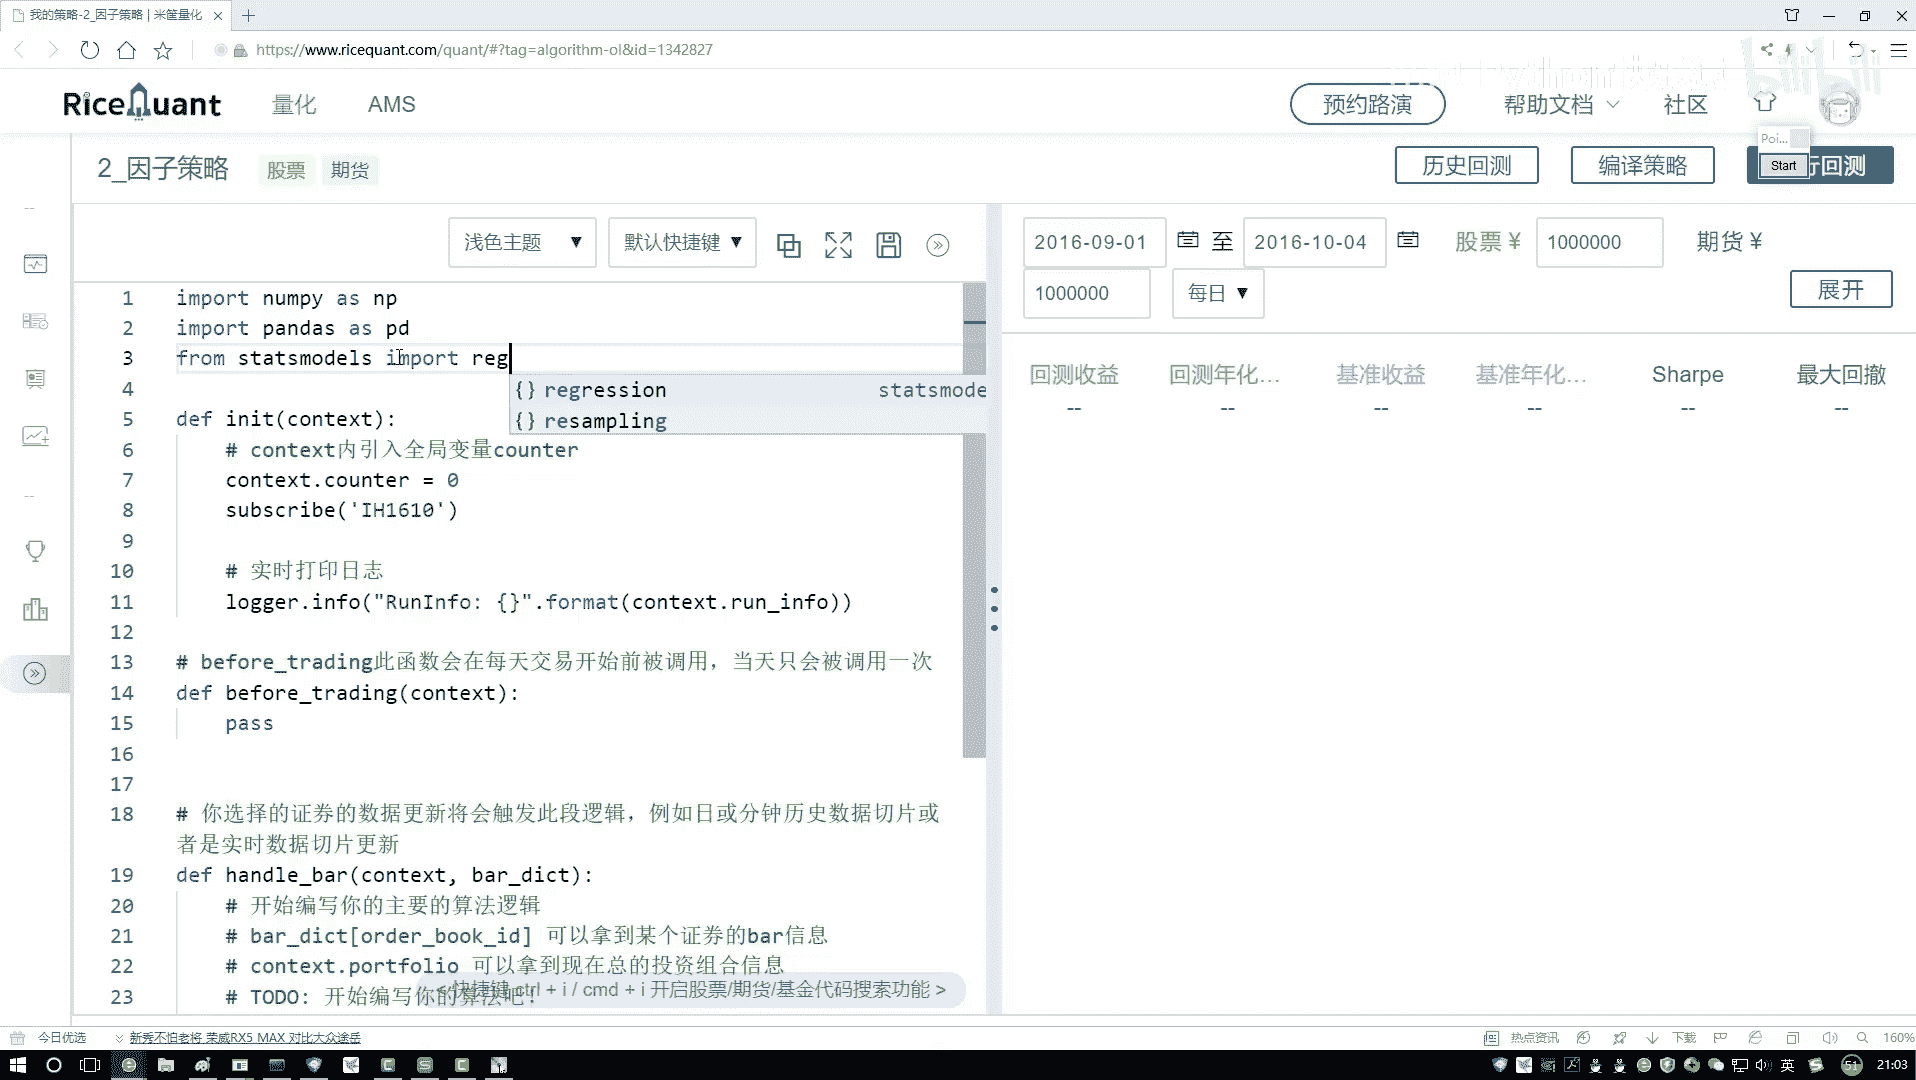 我的策略-2_因子策略 | 米筐量化
https://www.ricequant.com/quant/#?tag=algorithm-ol&id=1342827
bilibili
RiceQuant 量化 AMS 预约路演 帮助文档 社区
Poi...
Start
2_因子策略 股票 期货 历史回测 编译策略 行回测
浅色主题 ▼ 默认快捷键 ▼
2016-09-01 至 2016-10-04 股票 ¥ 1000000 期货 ¥
1000000 每日 ▼ 展开
回测收益 回测年化... 基准收益 基准年化... Sharpe 最大回撤
-- -- -- -- -- --
1 import numpy as np
2 import pandas as pd
3 from statsmodels import reg
{} regression statsmode
{} resampling
4
5 def init(context):
6 # context内引入全局变量counter
7 context.counter = 0
8 subscribe('IH1610')
9
10 # 实时打印日志
11 logger.info("RunInfo: {}".format(context.run_info))
12
13 # before_trading此函数会在每天交易开始前被调用，当天只会被调用一次
14 def before_trading(context):
15 pass
16
17
18 # 你选择的证券的数据更新将会触发此段逻辑，例如日或分钟历史数据切片或
者是实时数据切片更新
19 def handle_bar(context, bar_dict):
20 # 开始编写你的主要的算法逻辑
21 # bar_dict[order_book_id] 可以拿到某个证券的bar信息
22 # context.portfolio 可以拿到现在总的投资组合信息
23 # TODO: 开始编写你的算法吧！
< 快捷键 ctrl + i / cmd + i 开启股票/期货/基金代码搜索功能 >
今日优选 新秀不怕老将 荣威RX5 MAX 对比大众途岳 热点资讯 下载 160%
英 51 21:03